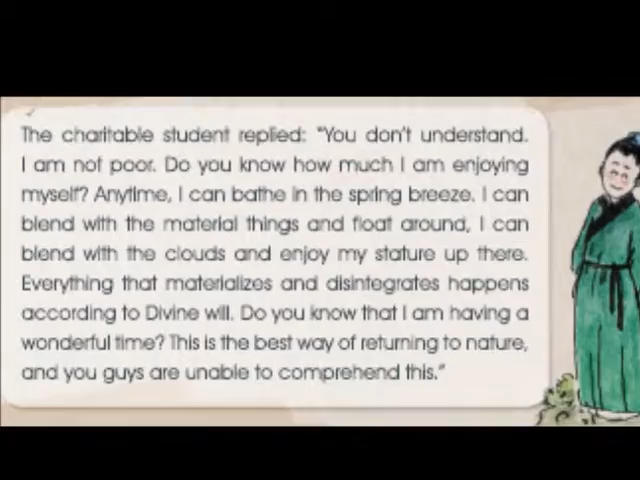 The charitable student replied: "You don't understand.
I am not poor. Do you know how much I am enjoying
myself? Anytime, I can bathe in the spring breeze. I can
blend with the material things and float around, I can
blend with the clouds and enjoy my stature up there.
Everything that materializes and disintegrates happens
according to Divine will. Do you know that I am having a
wonderful time? This is the best way of returning to nature,
and you guys are unable to comprehend this."